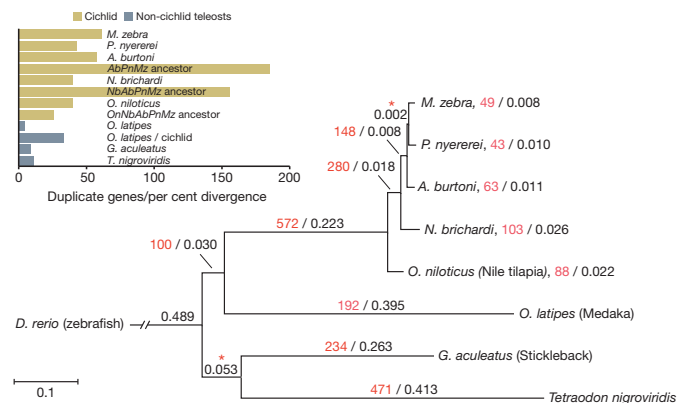 Cichlid Non-cichlid teleosts
M. zebra
P. nyererei
A. burtoni
AbPnMz ancestor
N. brichardi
NbAbPnMz ancestor
O. niloticus
OnNbAbPnMz ancestor
O. latipes
O. latipes / cichlid
G. aculeatus
T. nigroviridis
0 50 100 150 200
Duplicate genes/per cent divergence
*
0.002
M. zebra, 49 / 0.008
148 / 0.008
P. nyererei, 43 / 0.010
280 / 0.018
A. burtoni, 63 / 0.011
572 / 0.223
N. brichardi, 103 / 0.026
100 / 0.030
O. niloticus (Nile tilapia), 88 / 0.022
192 / 0.395
O. latipes (Medaka)
D. rerio (zebrafish)
0.489
*
0.053
234 / 0.263
G. aculeatus (Stickleback)
471 / 0.413
Tetraodon nigroviridis
0.1